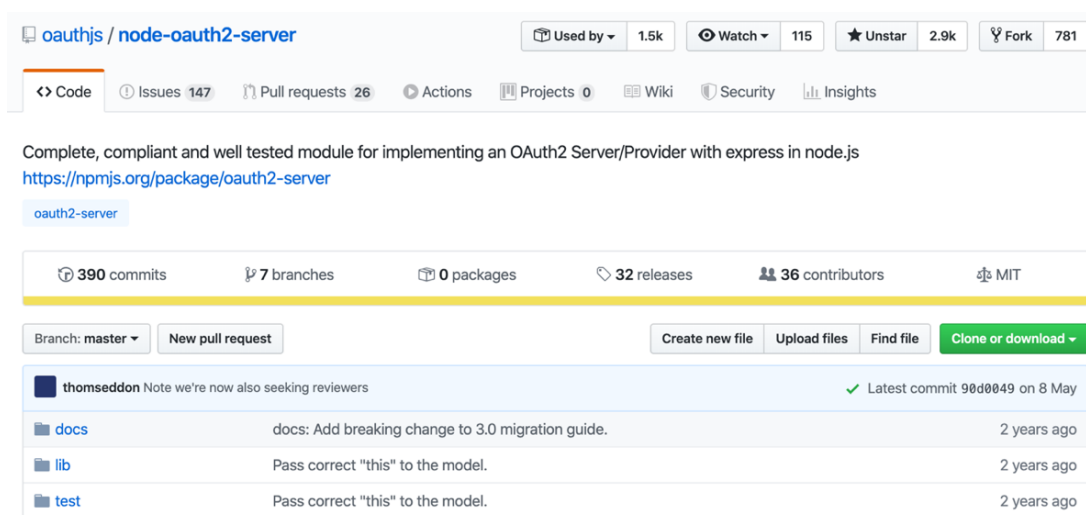 oauthjs / node-oauth2-server
Used by 1.5k Watch 115 Unstar 2.9k Fork 781
Code Issues 147 Pull requests 26 Actions Projects 0 Wiki Security Insights
Complete, compliant and well tested module for implementing an OAuth2 Server/Provider with express in node.js
https://npmjs.org/package/oauth2-server
oauth2-server
390 commits 7 branches 0 packages 32 releases 36 contributors MIT
Branch: master New pull request Create new file Upload files Find file Clone or download
thomseddon Note we're now also seeking reviewers Latest commit 90d0049 on 8 May
docs docs: Add breaking change to 3.0 migration guide. 2 years ago
lib Pass correct "this" to the model. 2 years ago
test Pass correct "this" to the model. 2 years ago